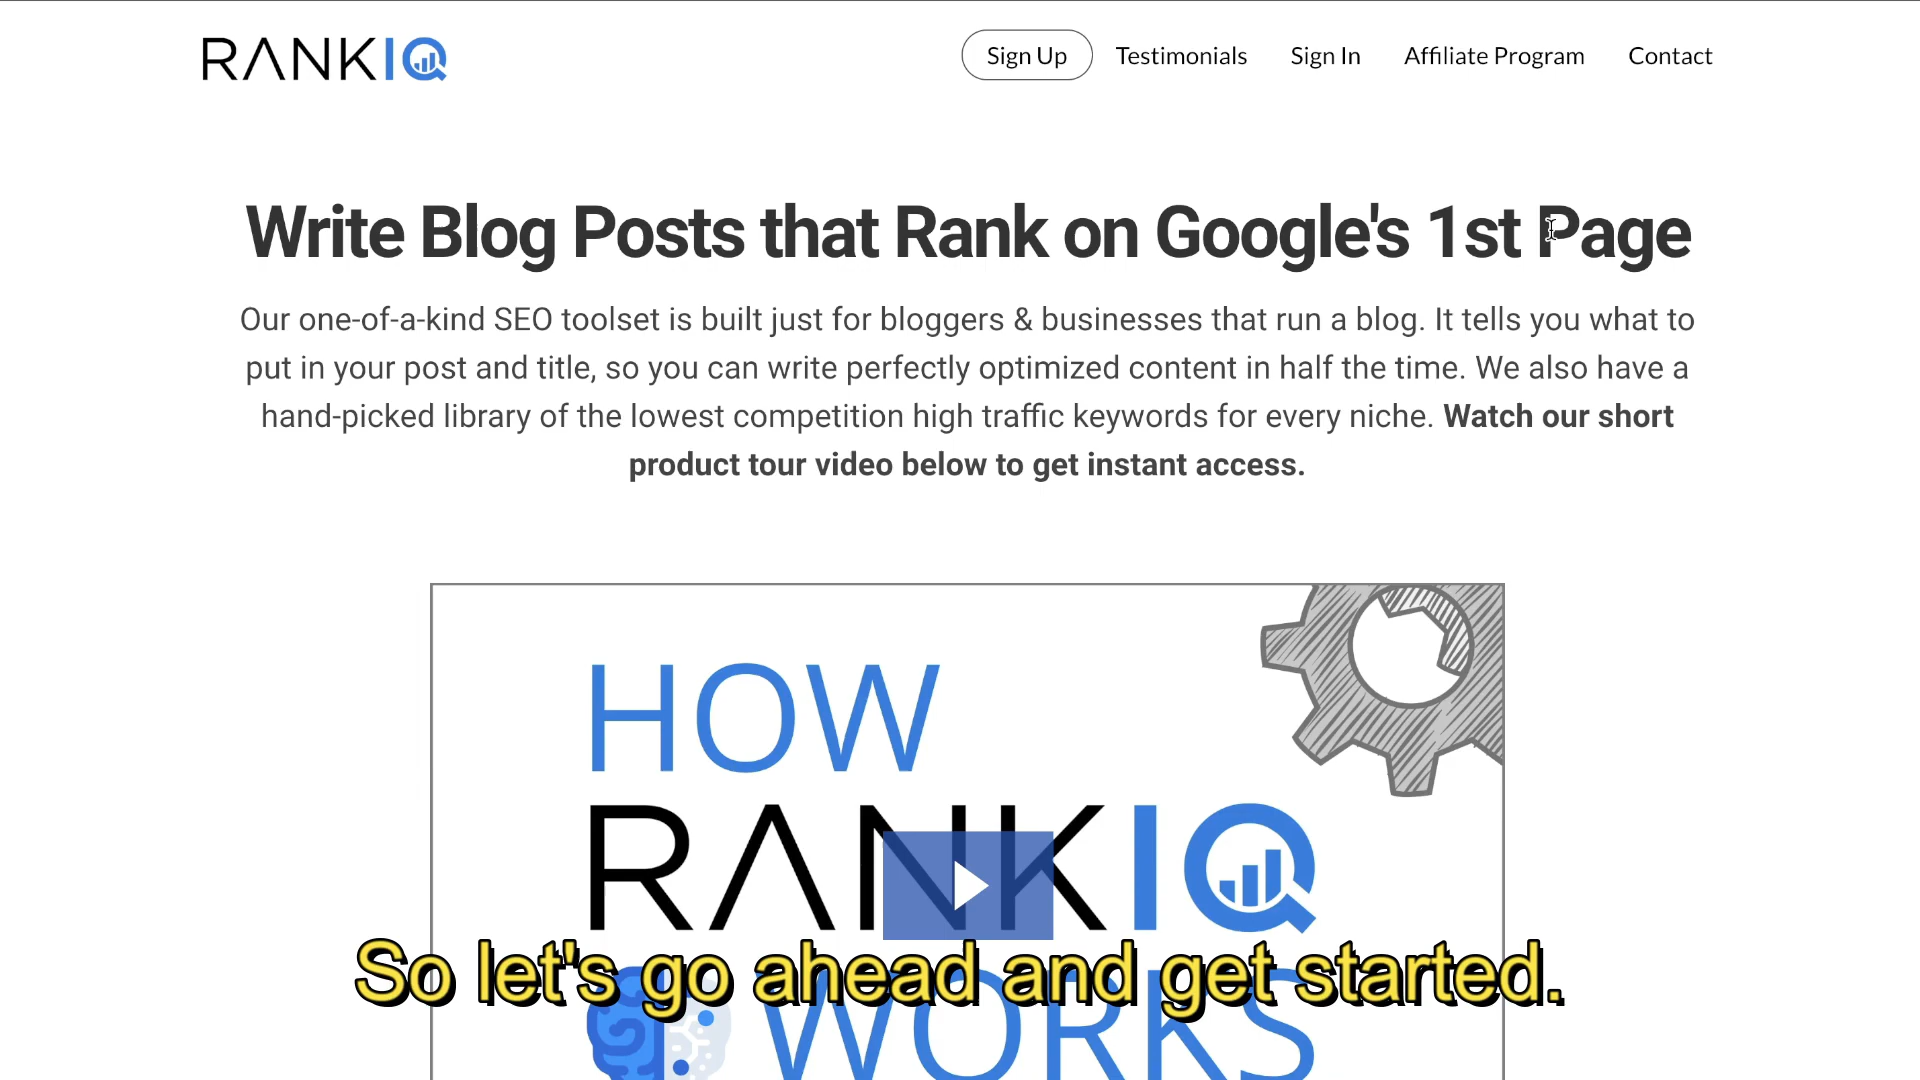 RANKIQ
Sign Up Testimonials Sign In Affiliate Program Contact
Write Blog Posts that Rank on Google's 1st Page
Our one-of-a-kind SEO toolset is built just for bloggers & businesses that run a blog. It tells you what to
put in your post and title, so you can write perfectly optimized content in half the time. We also have a
hand-picked library of the lowest competition high traffic keywords for every niche. Watch our short
product tour video below to get instant access.
HOW
RANKIQ
So let's go ahead and get started.
WORKS